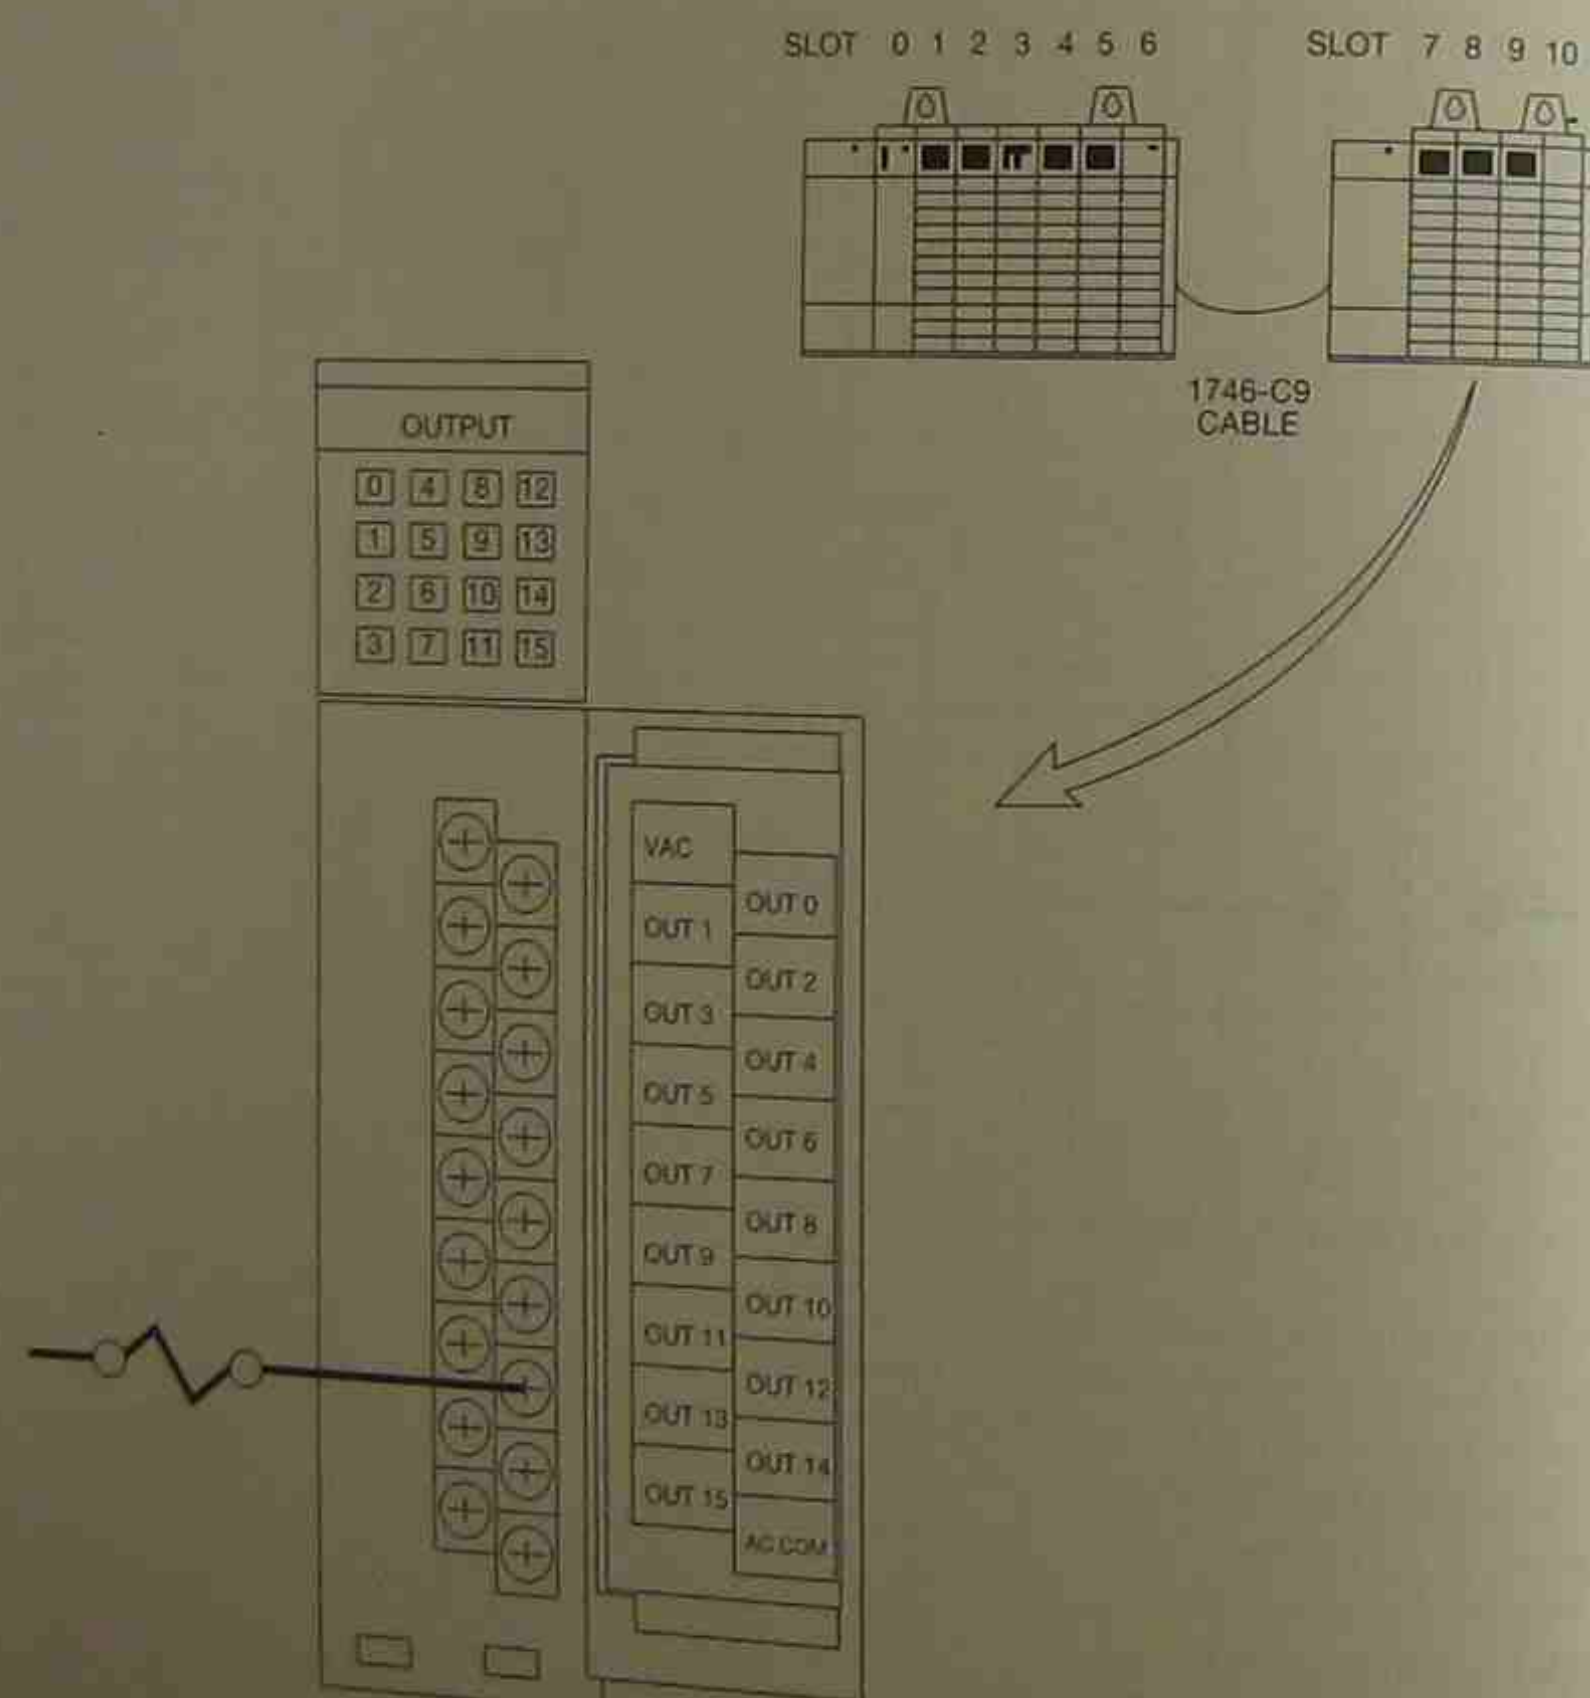 SLOT 0 1 2 3 4 5 6
SLOT 7 8 9 10
1746-C9
CABLE
OUTPUT
0 4 8 12
1 5 9 13
2 6 10 14
3 7 11 15
VAC
OUT 0
OUT 1
OUT 2
OUT 3
OUT 4
OUT 5
OUT 6
OUT 7
OUT 8
OUT 9
OUT 10
OUT 11
OUT 12
OUT 13
OUT 14
OUT 15
AC COM